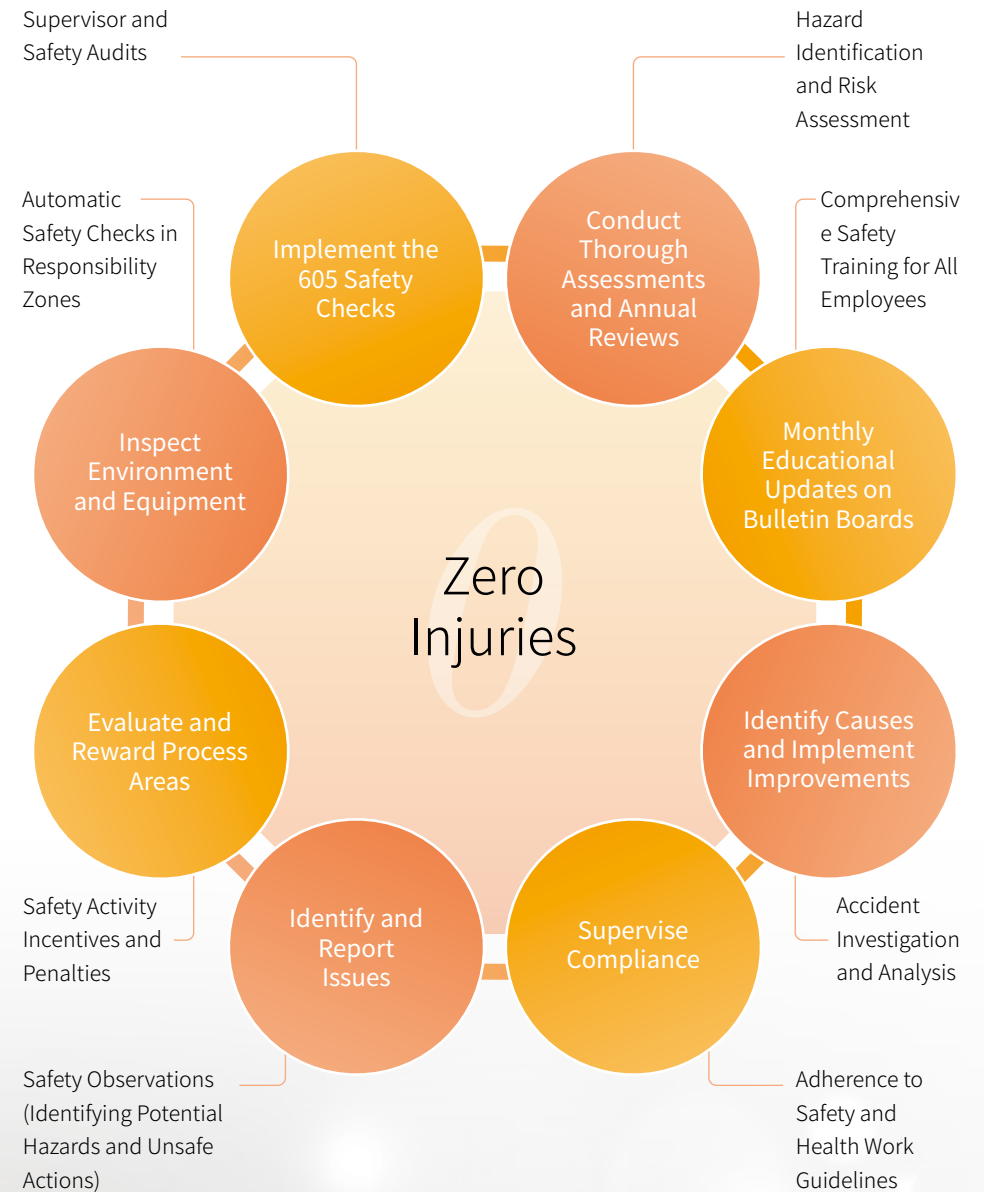 Supervisor and
Safety Audits
Hazard
Identification
and Risk
Assessment
Automatic
Safety Checks in
Responsibility
Zones
Comprehensiv
e Safety
Training for All
Employees
Implement the
605 Safety
Checks
Conduct
Thorough
Assessments
and Annual
Reviews
Inspect
Environment
and Equipment
Monthly
Educational
Updates on
Bulletin Boards
0
Zero
Injuries
Evaluate and
Reward Process
Areas
Identify Causes
and Implement
Improvements
Identify and
Report
Issues
Supervise
Compliance
Safety Activity
Incentives and
Penalties
Accident
Investigation
and Analysis
Safety Observations
(Identifying Potential
Hazards and Unsafe
Actions)
Adherence to
Safety and
Health Work
Guidelines